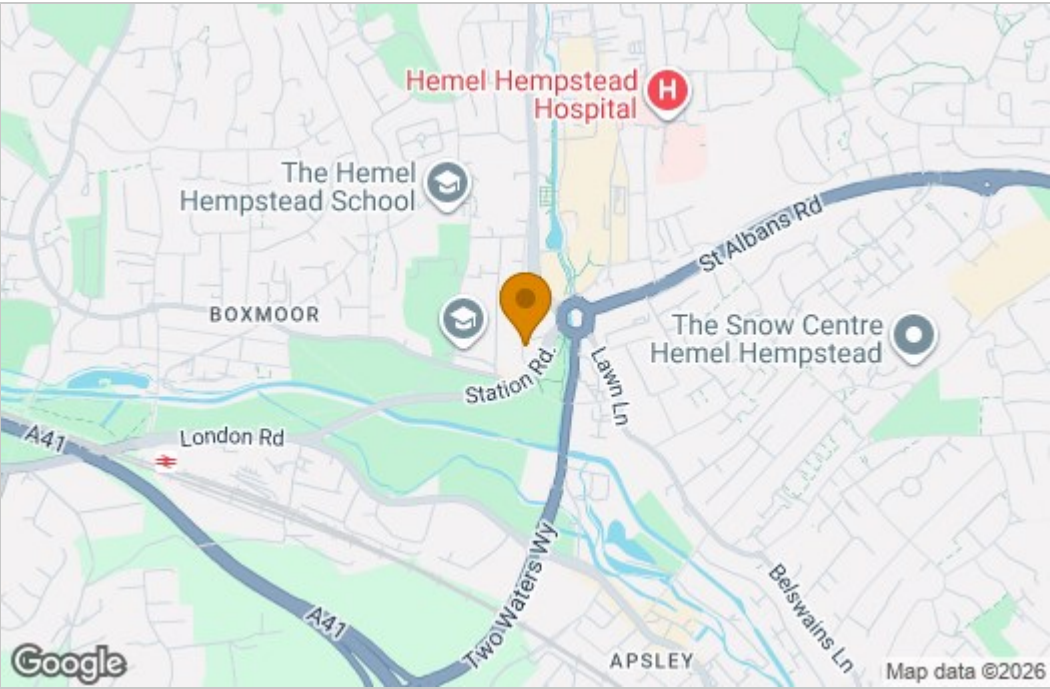 Hemel Hempstead
Hospital
H
The Hemel
Hempstead School
St Albans Rd
BOXMOOR
The Snow Centre
Hemel Hempstead
Station Rd.
Lawn Ln
A41
London Rd
Two Waters Wy
Belswains Ln
A41
APSLEY
Google
Map data ©2026